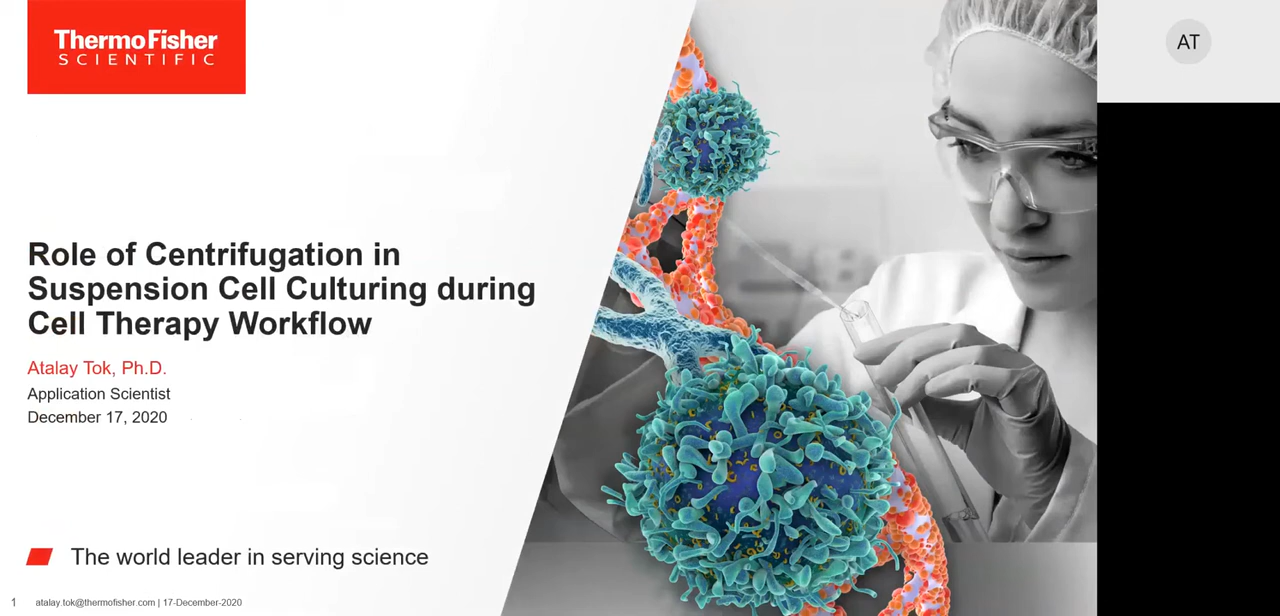 ThermoFisher
SCIENTIFIC
AT
Role of Centrifugation in
Suspension Cell Culturing during
Cell Therapy Workflow
Atalay Tok, Ph.D.
Application Scientist
December 17, 2020
The world leader in serving science
1 atalay.tok@thermofisher.com | 17-December-2020